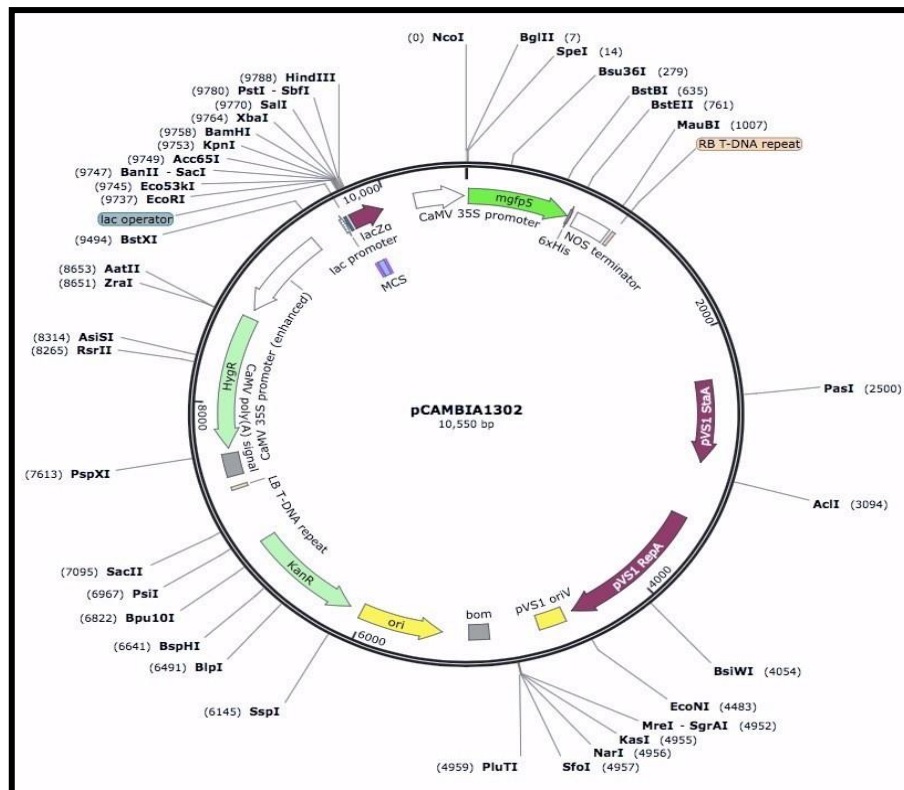 (0) NcoI
BglII (7)
SpeI (14)
Bsu36I (279)
BstBI (635)
BstEII (761)
MauBI (1007)
RB T-DNA repeat
(9788) HindIII
(9780) PstI - SbfI
(9770) SalI
(9764) XbaI
(9758) BamHI
(9753) KpnI
(9749) Acc65I
(9747) BanII - SacI
(9745) Eco53kI
(9737) EcoRI
lac operator
(9494) BstXI
(8653) AatII
(8651) ZraI
(8314) AsiSI
(8265) RsrII
(7613) PspXI
(7095) SacII
(6967) PsiI
(6822) Bpu10I
(6641) BspHI
(6491) BlpI
(6145) SspI
(4959) PluTI
SfoI (4957)
NarI (4956)
KasI (4955)
MreI - SgrAI (4952)
EcoNI (4483)
BsiWI (4054)
AclI (3094)
PasI (2500)
10,000
2000
4000
6000
8000
CaMV 35S promoter
mgfp5
6xHis
NOS terminator
lacZα
lac promoter
MCS
CaMV 35S promoter (enhanced)
HygR
CaMV poly(A) signal
LB T-DNA repeat
KanR
ori
bom
pVS1 oriV
pVS1 RepA
pVS1 StaA
pCAMBIA1302
10,550 bp